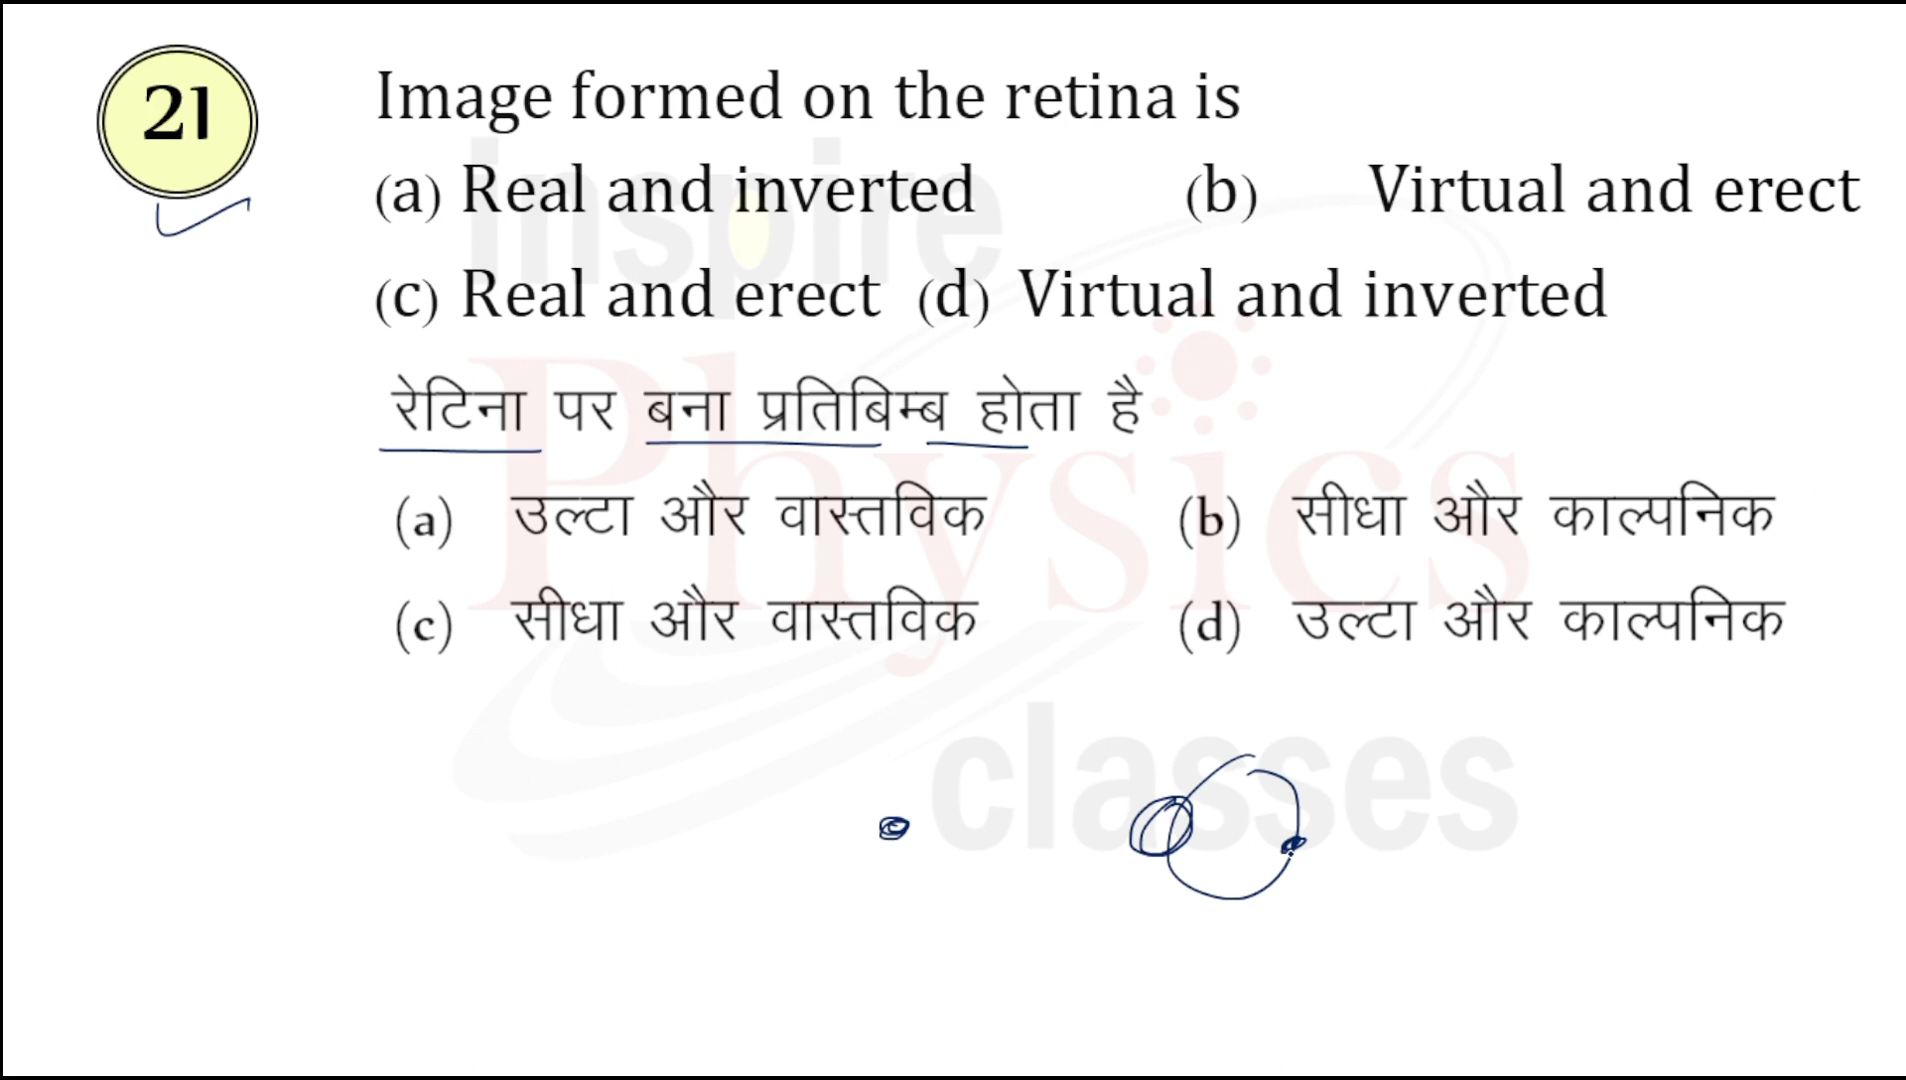 21
Image formed on the retina is
(a) Real and inverted (b) Virtual and erect
(c) Real and erect (d) Virtual and inverted
रेटिना पर बना प्रतिबिम्ब होता है
(a) उल्टा और वास्तविक (b) सीधा और काल्पनिक
(c) सीधा और वास्तविक (d) उल्टा और काल्पनिक
inspire
Physics
classes